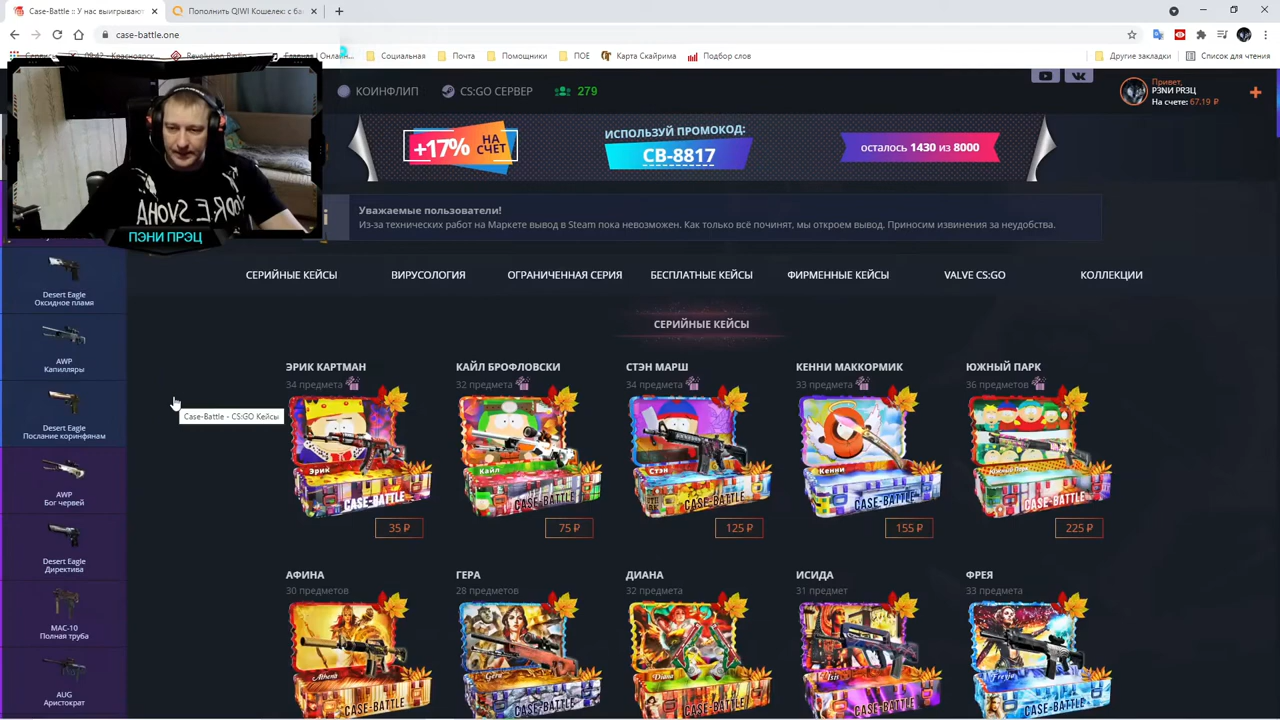 Case-Battle :: У нас выигрывают
Пополнить QIWI Кошелек: с ба
case-battle.one
Социальная
Почта
Помощники
ПОЕ
Карта Скайрима
Подбор слов
Другие закладки
Список для чтения
КОИНФЛИП
CS:GO СЕРВЕР
279
Привет,
РЗNИ РRЗЦ
На счете: 67.19 ₽
+17% НА СЧЕТ
ИСПОЛЬЗУЙ ПРОМОКОД:
CB-8817
осталось 1430 из 8000
ПЭНИ ПРЭЦ
Уважаемые пользователи!
Из-за технических работ на Маркете вывод в Steam пока невозможен. Как только всё починят, мы откроем вывод. Приносим извинения за неудобства.
СЕРИЙНЫЕ КЕЙСЫ
ВИРУСОЛОГИЯ
ОГРАНИЧЕННАЯ СЕРИЯ
БЕСПЛАТНЫЕ КЕЙСЫ
ФИРМЕННЫЕ КЕЙСЫ
VALVE CS:GO
КОЛЛЕКЦИИ
Desert Eagle
Оксидное пламя
AWP
Капилляры
Desert Eagle
Послание коринфянам
AWP
Бог червей
Desert Eagle
Директива
MAC-10
Полная труба
AUG
Аристократ
Case-Battle - CS:GO Кейсы
СЕРИЙНЫЕ КЕЙСЫ
ЭРИК КАРТМАН
34 предмета
Эрик
CASE-BATTLE
35 ₽
КАЙЛ БРОФЛОВСКИ
32 предмета
Кайл
CASE-BATTLE
75 ₽
СТЭН МАРШ
34 предмета
Стэн
CASE-BATTLE
125 ₽
КЕННИ МАККОРМИК
33 предмета
Кенни
CASE-BATTLE
155 ₽
ЮЖНЫЙ ПАРК
36 предметов
Южный парк
CASE-BATTLE
225 ₽
АФИНА
30 предметов
Athena
CASE-BATTLE
ГЕРА
28 предметов
Gera
CASE-BATTLE
ДИАНА
32 предмета
Diana
CASE-BATTLE
ИСИДА
31 предмет
Isis
CASE-BATTLE
ФРЕЯ
33 предмета
Freyja
CASE-BATTLE